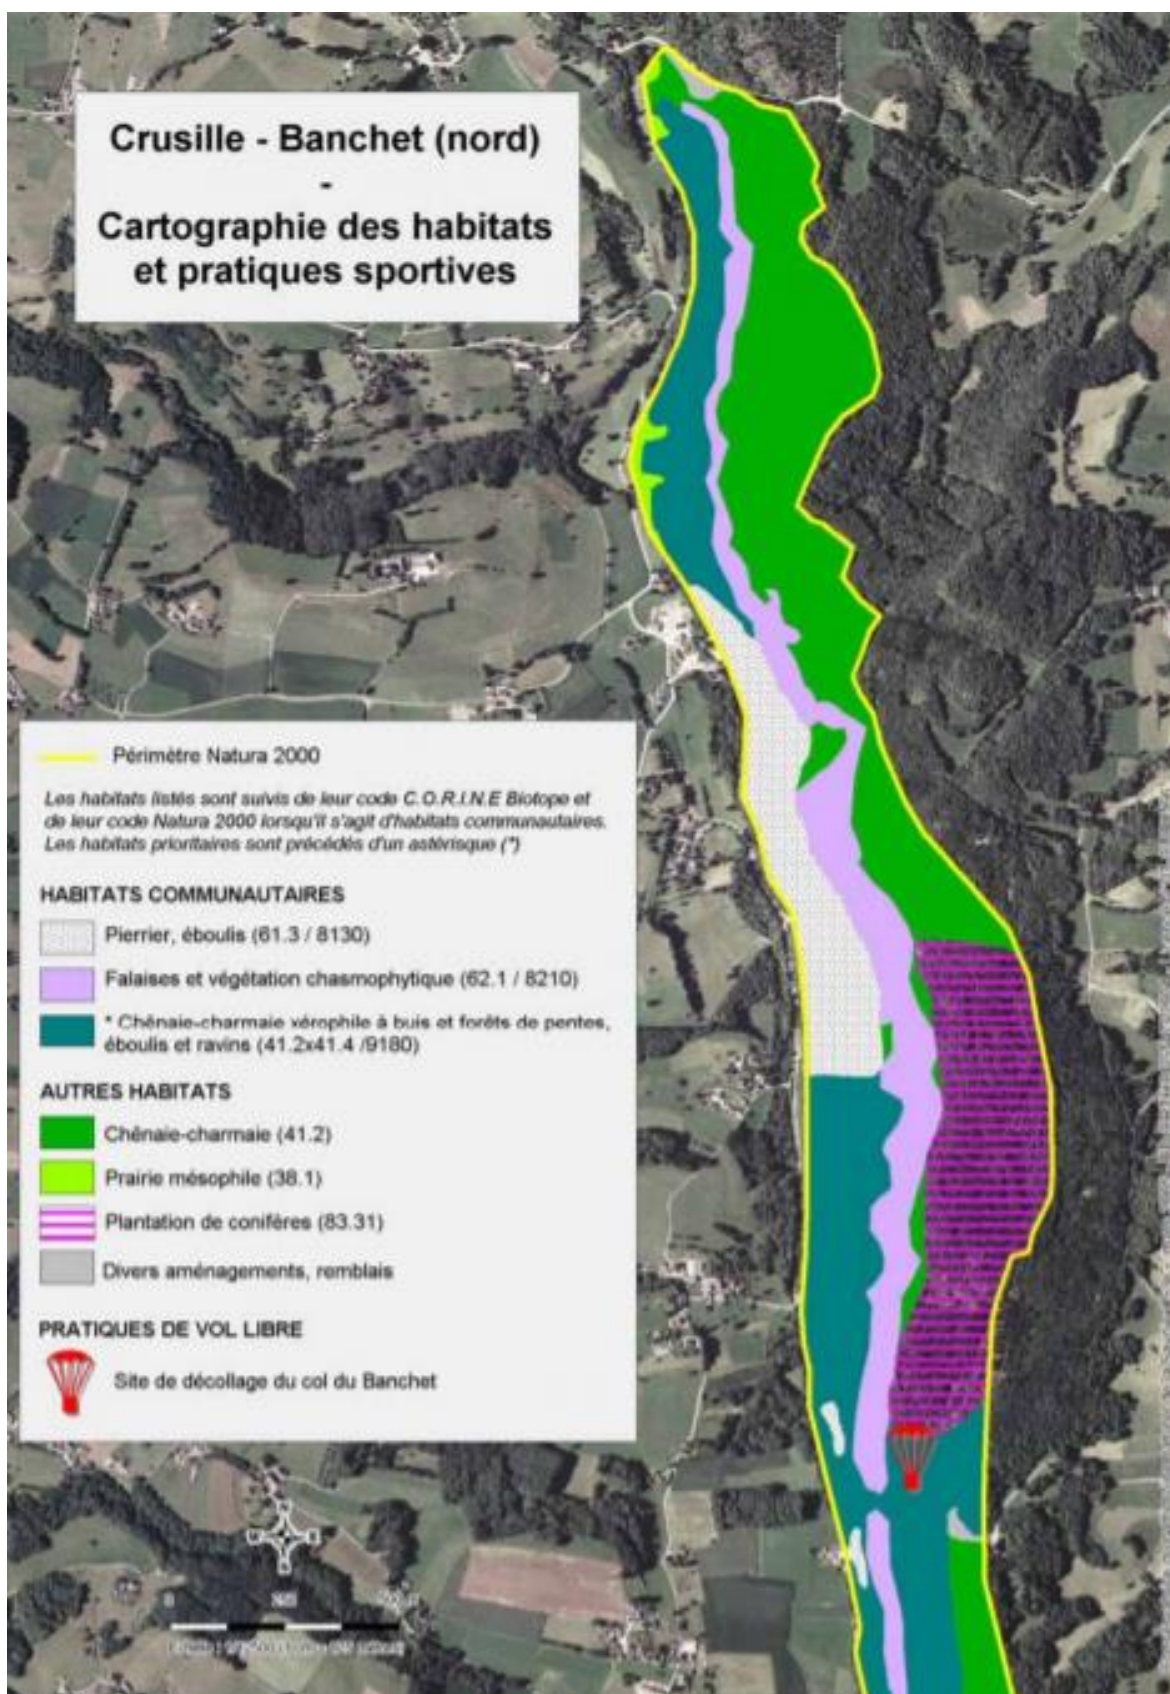 Crusille - Banchet (nord)
-
Cartographie des habitats
et pratiques sportives
Périmètre Natura 2000
Les habitats listés sont suivis de leur code C.O.R.I.N.E Biotope et
de leur code Natura 2000 lorsqu'il s'agit d'habitats communautaires.
Les habitats prioritaires sont précédés d'un astérisque (*)
HABITATS COMMUNAUTAIRES
Pierrier, éboulis (61.3 / 8130)
Falaises et végétation chasmophytique (62.1 / 8210)
* Chênaie-charmaie xérophile à buis et forêts de pentes,
éboulis et ravins (41.2x41.4 /9180)
AUTRES HABITATS
Chênaie-charmaie (41.2)
Prairie mésophile (38.1)
Plantation de conifères (83.31)
Divers aménagements, remblais
PRATIQUES DE VOL LIBRE
Site de décollage du col du Banchet
N
S
0 250